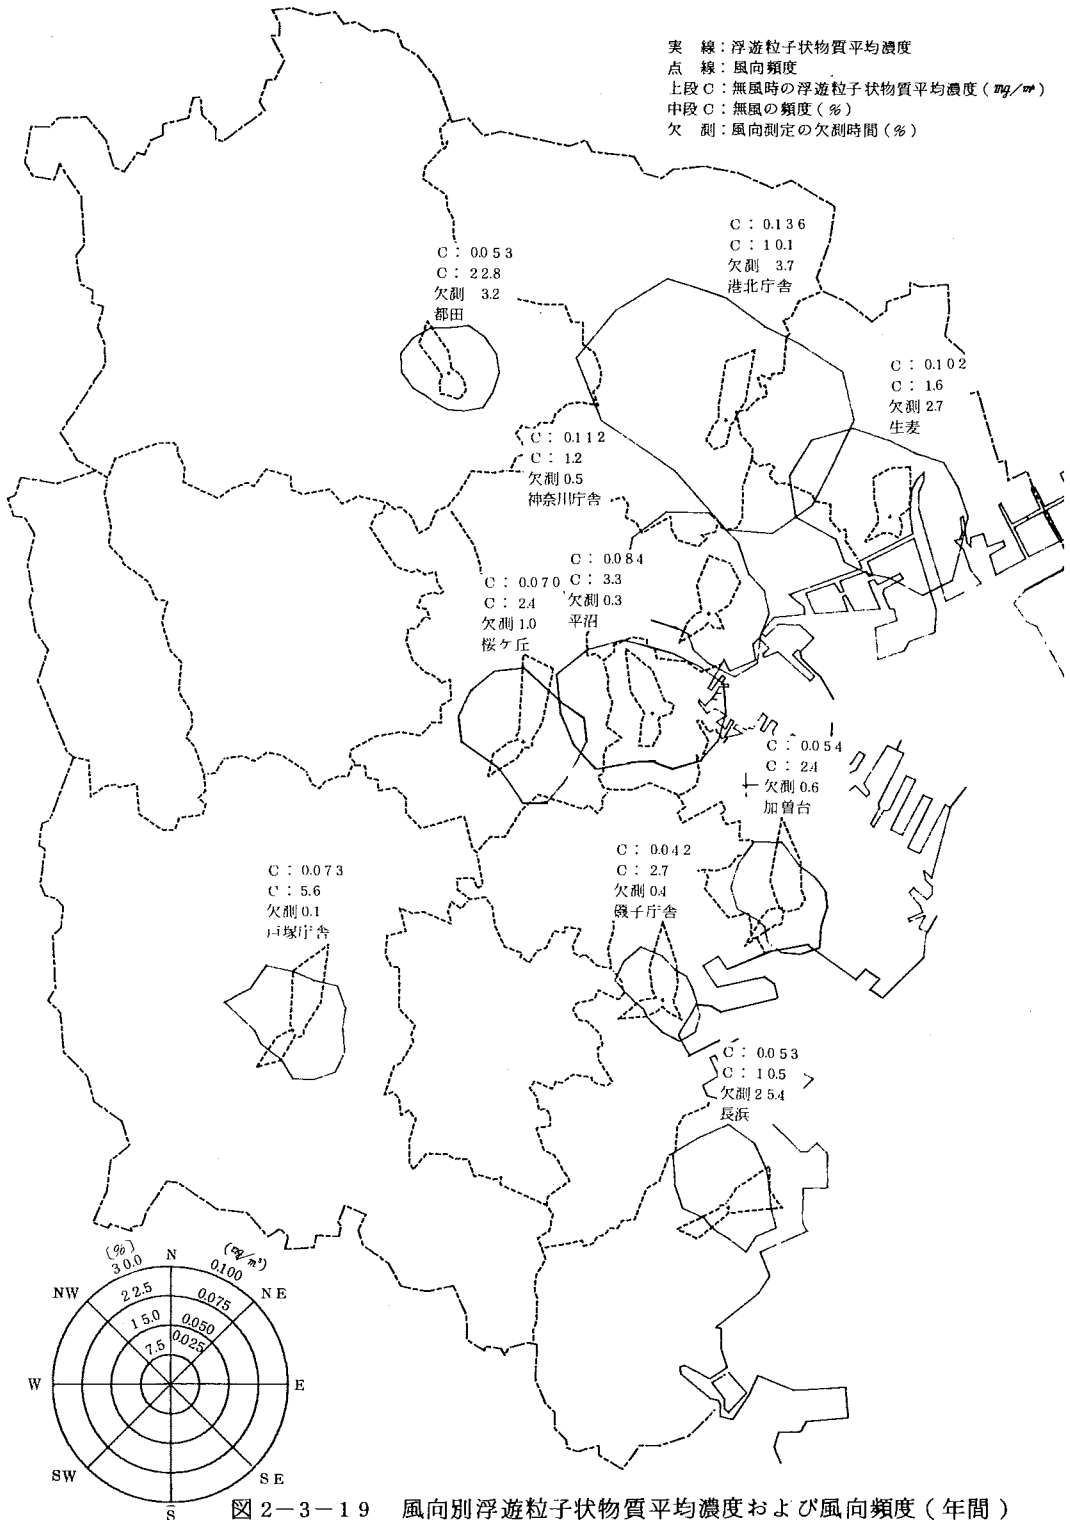 実 線：浮遊粒子状物質平均濃度
点 線：風向頻度
上段C：無風時の浮遊粒子状物質平均濃度（mg/m³）
中段C：無風の頻度（％）
欠 測：風向測定の欠測時間（％）
C：0.136
C：10.1
欠測 3.7
港北庁舎
C：0.053
C：22.8
欠測 3.2
都田
C：0.102
C：1.6
欠測 2.7
生麦
C：0.112
C：1.2
欠測 0.5
神奈川庁舎
C：0.084
C：3.3
欠測 0.3
平沼
C：0.070
C：2.4
欠測 1.0
桜ケ丘
C：0.054
C：2.4
欠測 0.6
加曽台
C：0.042
C：2.7
欠測 0.4
磯子庁舎
C：0.073
C：5.6
欠測 0.1
戸塚庁舎
C：0.053
C：10.5
欠測 25.4
長浜
〔％〕
30.0
N
(mg/m³)
0.100
NW
22.5
0.075
NE
15.0
0.050
7.5
0.025
W
E
SW
SE
S
図2-3-19 風向別浮遊粒子状物質平均濃度および風向頻度（年間）